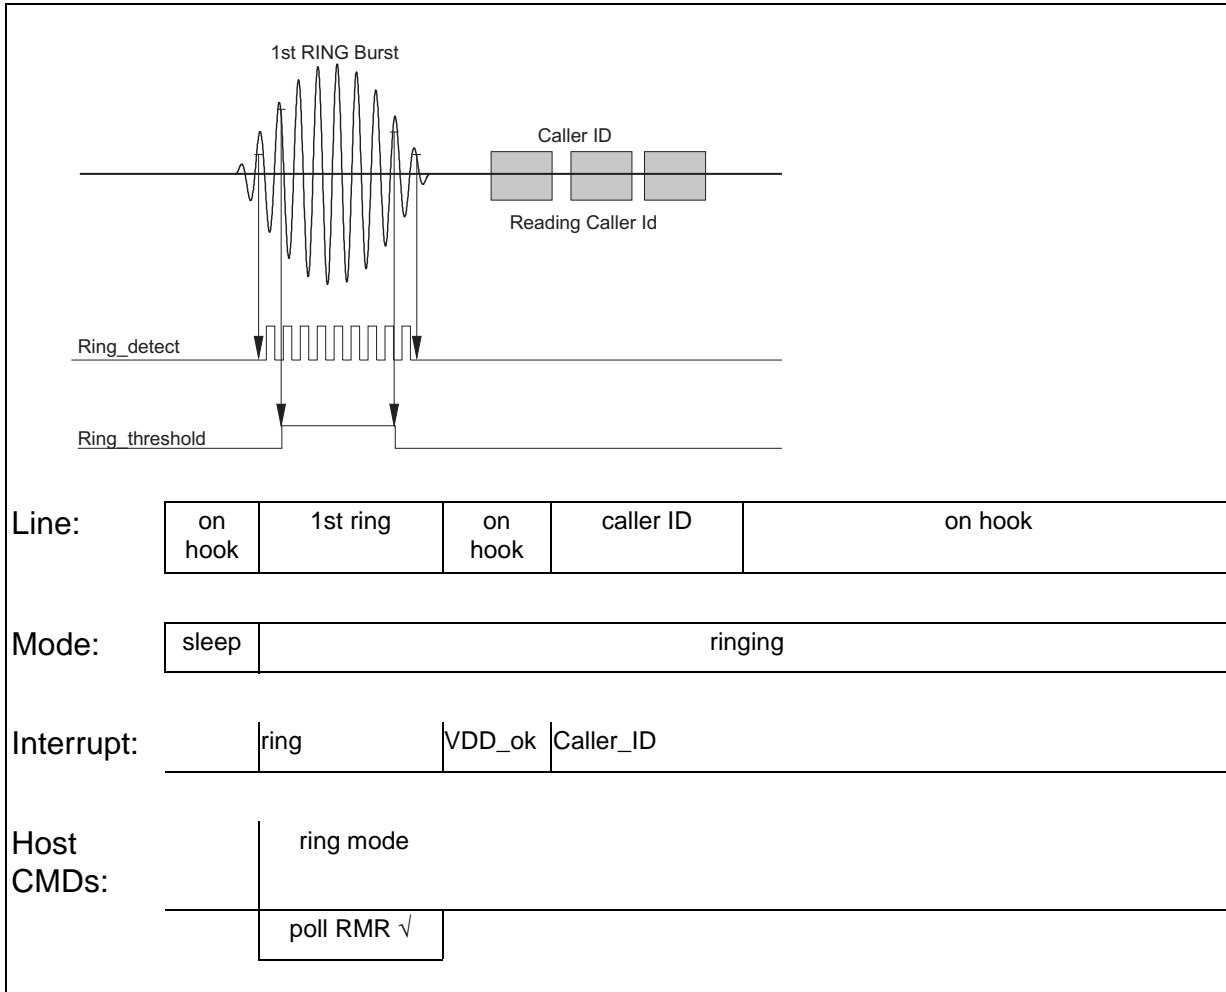 1st RING Burst
Caller ID
Reading Caller Id
Ring_detect
Ring_threshold
Line:
on
hook
1st ring
on
hook
caller ID
on hook
Mode:
sleep
ringing
Interrupt:
ring
VDD_ok
Caller_ID
Host
CMDs:
ring mode
poll RMR √